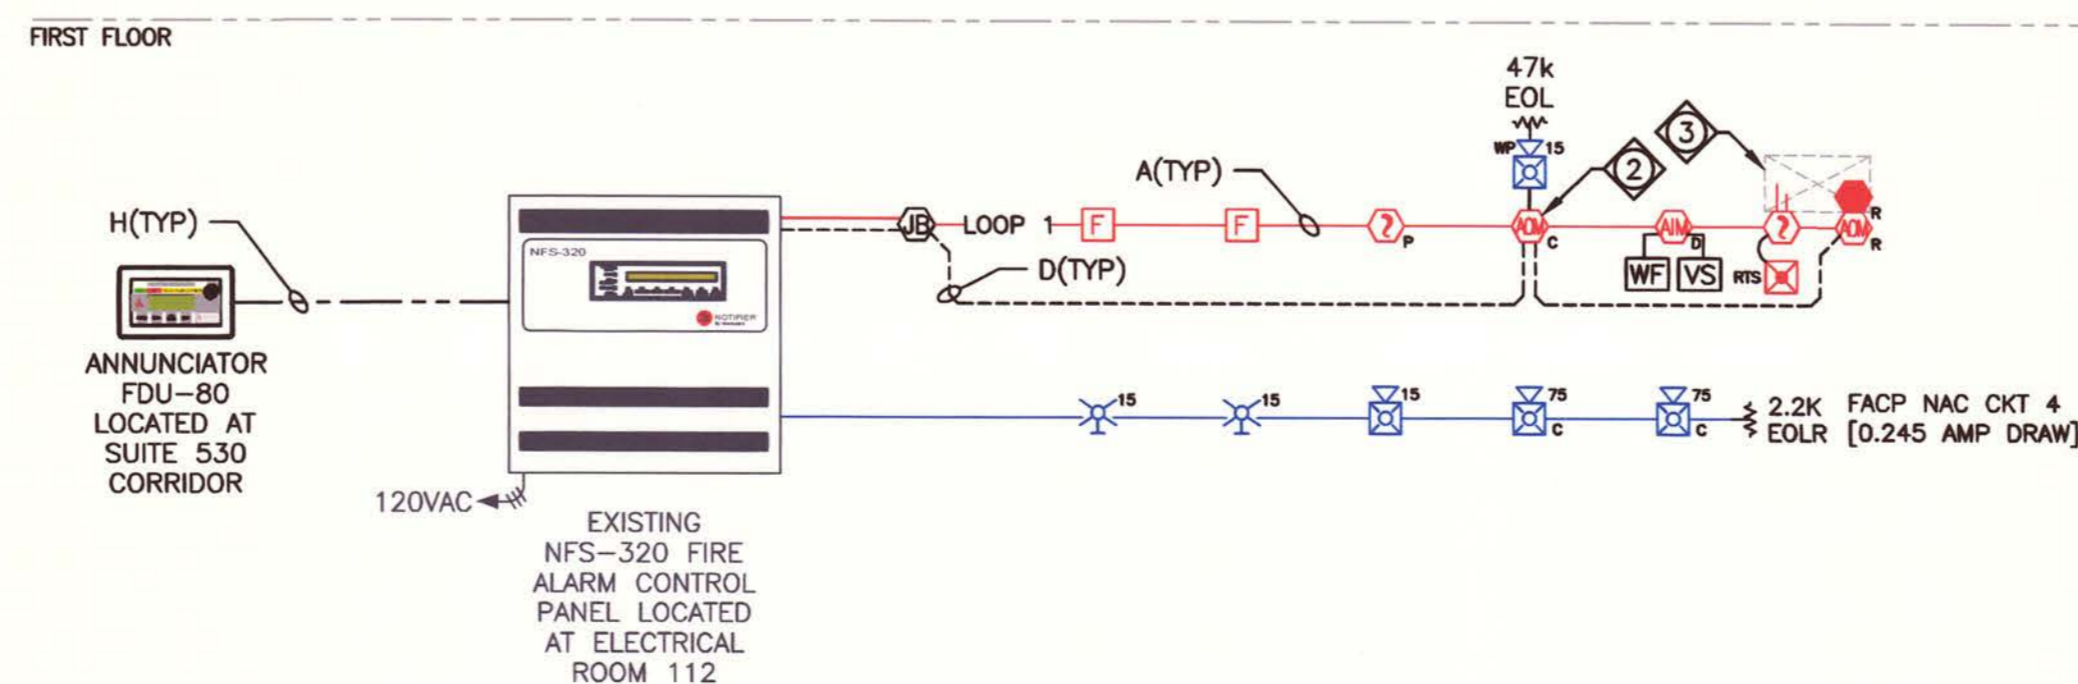 FIRST FLOOR
47k
EOL
WP 15
3
2
A(TYP)
H(TYP)
JB LOOP 1 F F P AOM C AIM D R AOM R
WF VS RTS
D(TYP)
NFS-320
NOTIFIER
ANNUNCIATOR
FDU-80
LOCATED AT
SUITE 530
CORRIDOR
15 15 15 75 C 75 C
2.2K FACP NAC CKT 4
EOLR [0.245 AMP DRAW]
120VAC
EXISTING
NFS-320 FIRE
ALARM CONTROL
PANEL LOCATED
AT ELECTRICAL
ROOM 112